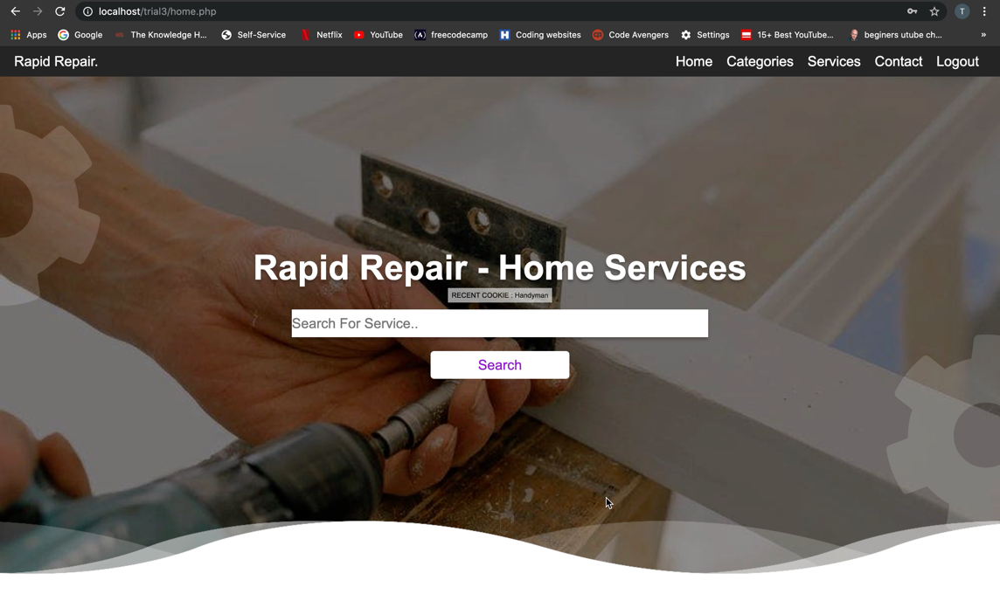 localhost/trial3/home.php
T
Apps
Google
The Knowledge H...
Self-Service
Netflix
YouTube
freecodecamp
Coding websites
Code Avengers
Settings
15+ Best YouTube...
beginers utube ch...
»
Rapid Repair.
Home
Categories
Services
Contact
Logout
Rapid Repair - Home Services
RECENT COOKIE : Handyman
Search For Service..
Search